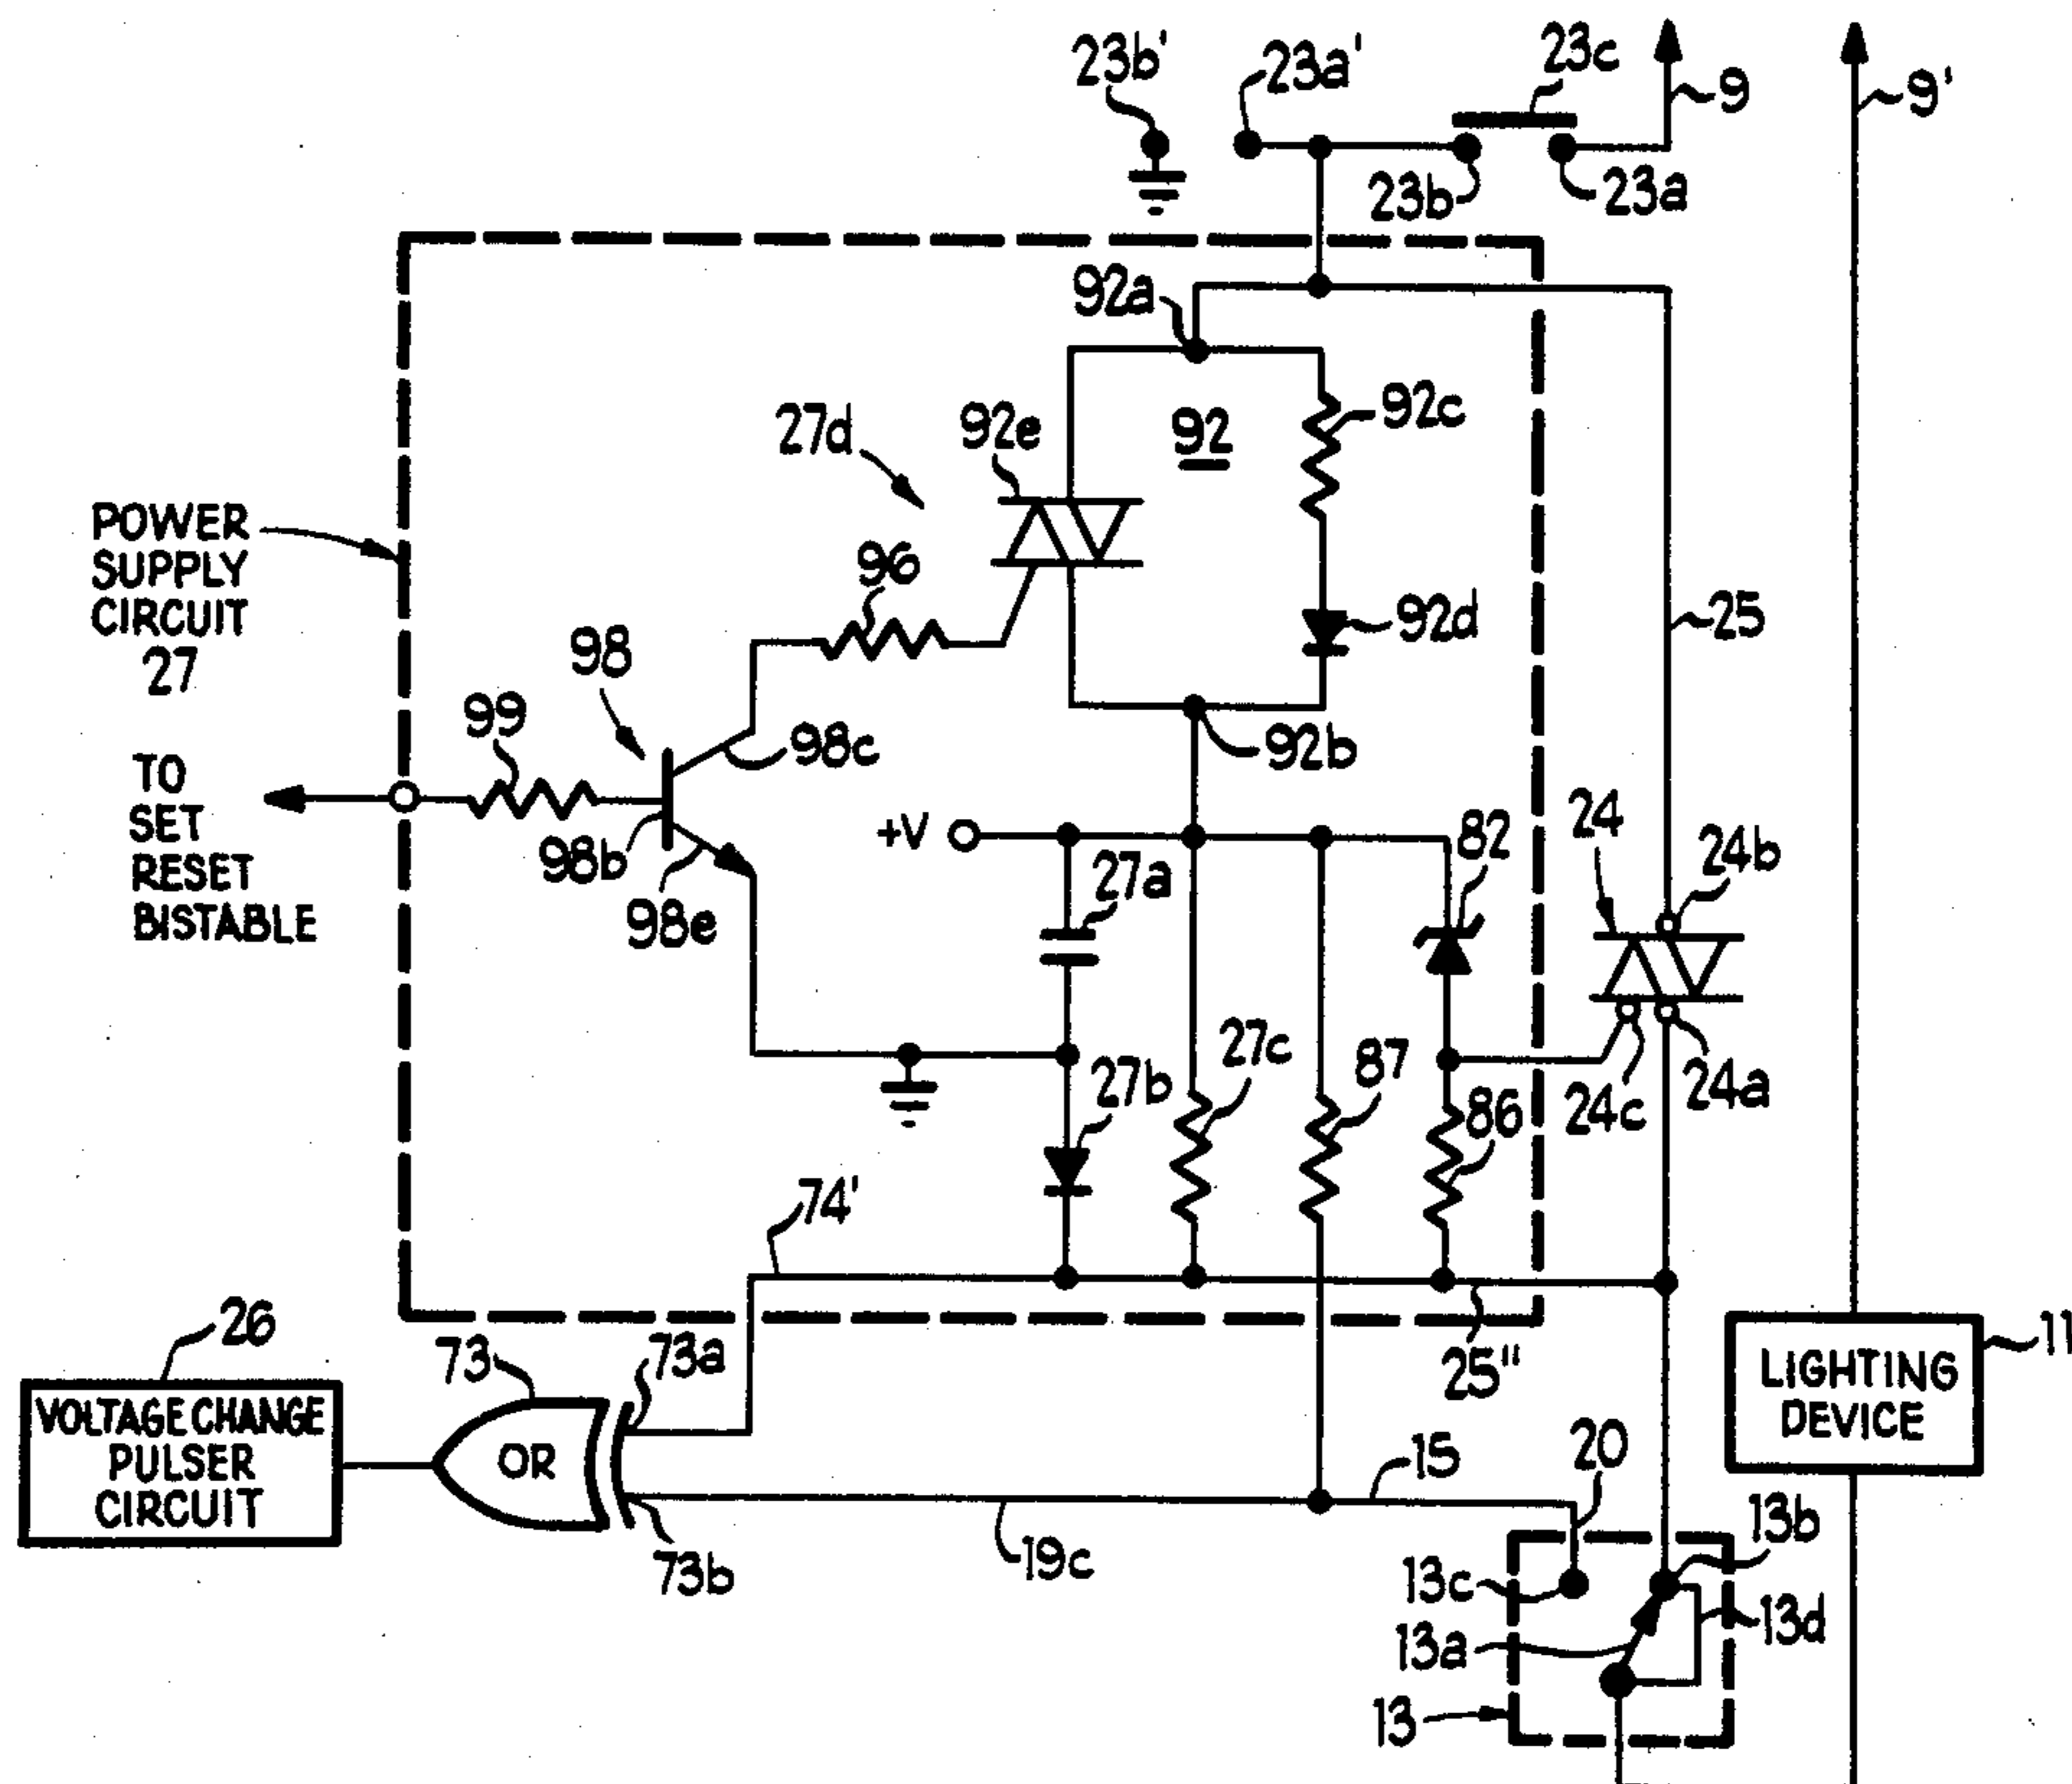 23b'
23a'
23c
9
9'
23b
23a
92a
27d
92e
92
92c
POWER
SUPPLY
CIRCUIT
27
96
92d
25
98
99
98c
92b
TO
SET
RESET
BISTABLE
98b
98e
+V
27a
82
24
24b
27b
27c
87
86
24c
24a
74'
26
73
73a
25"
11
LIGHTING
DEVICE
VOLTAGE CHANGE
PULSER
CIRCUIT
OR
15
20
73b
19c
13b
13c
13a
13d
13